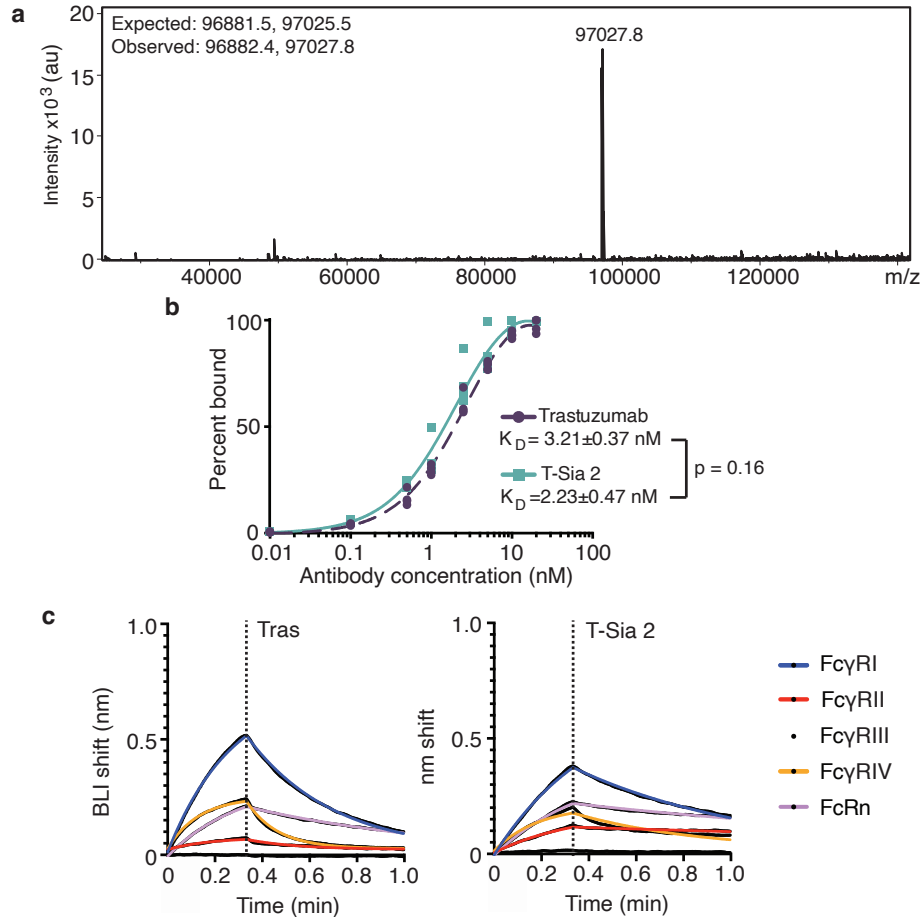 a
Expected: 96881.5, 97025.5
Observed: 96882.4, 97027.8
97027.8
Intensity x10³ (au)
20
15
10
5
0
40000 60000 80000 100000 120000 m/z
b
Percent bound
100
50
0
0.01 0.1 1 10 100
Antibody concentration (nM)
Trastuzumab
K D = 3.21±0.37 nM
T-Sia 2
K D =2.23±0.47 nM
p = 0.16
c
Tras
BLI shift (nm)
1.0
0.5
0
0 0.2 0.4 0.6 0.8 1.0
Time (min)
T-Sia 2
nm shift
1.0
0.5
0
0 0.2 0.4 0.6 0.8 1.0
Time (min)
FcγRI
FcγRII
FcγRIII
FcγRIV
FcRn